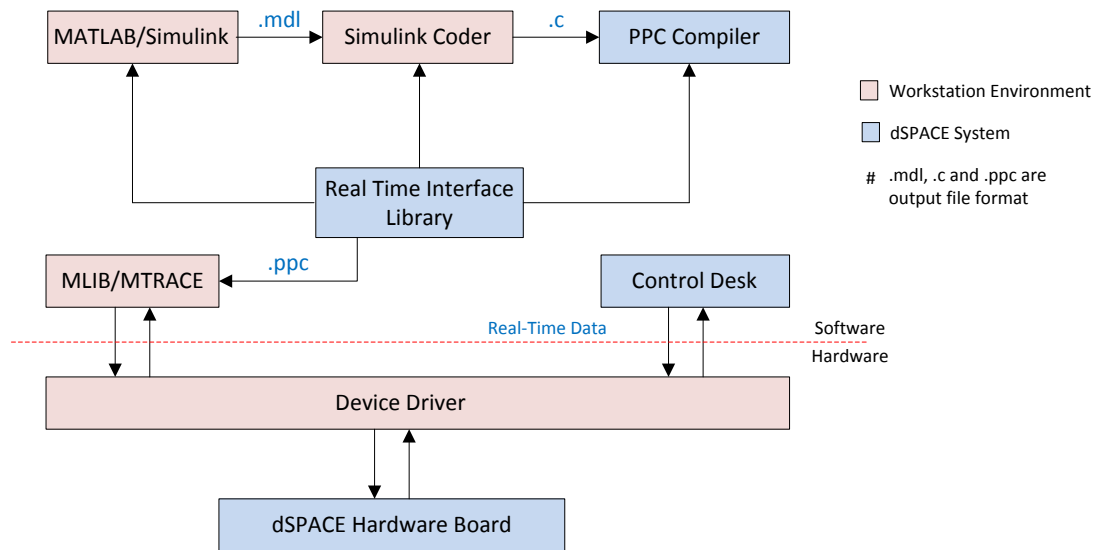 .mdl
.c
MATLAB/Simulink
Simulink Coder
PPC Compiler
Workstation Environment
dSPACE System
# .mdl, .c and .ppc are
output file format
Real Time Interface
Library
.ppc
MLIB/MTRACE
Control Desk
Real-Time Data
Software
Hardware
Device Driver
dSPACE Hardware Board